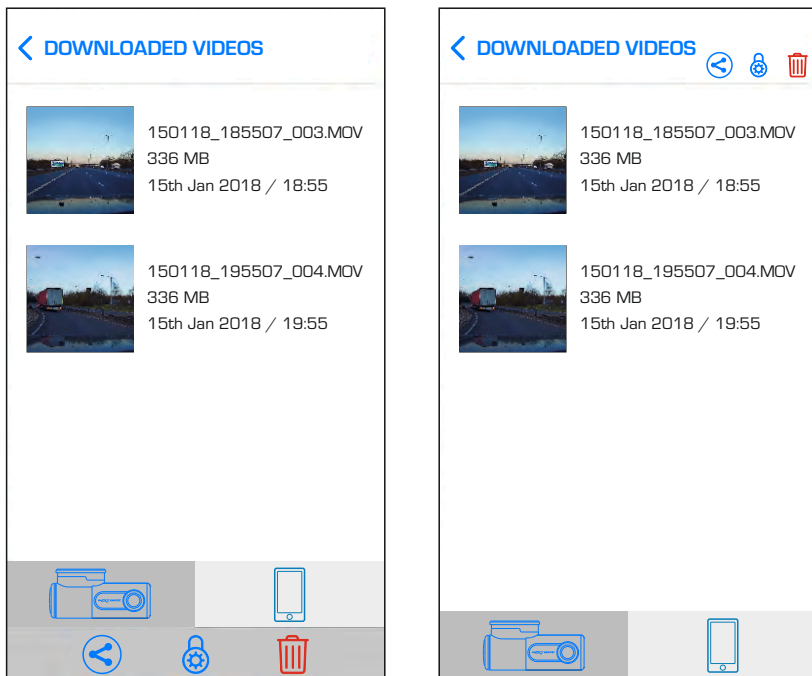 DOWNLOADED VIDEOS
150118_185507_003.MOV
336 MB
15th Jan 2018 / 18:55
150118_195507_004.MOV
336 MB
15th Jan 2018 / 19:55
DOWNLOADED VIDEOS
150118_185507_003.MOV
336 MB
15th Jan 2018 / 18:55
150118_195507_004.MOV
336 MB
15th Jan 2018 / 19:55